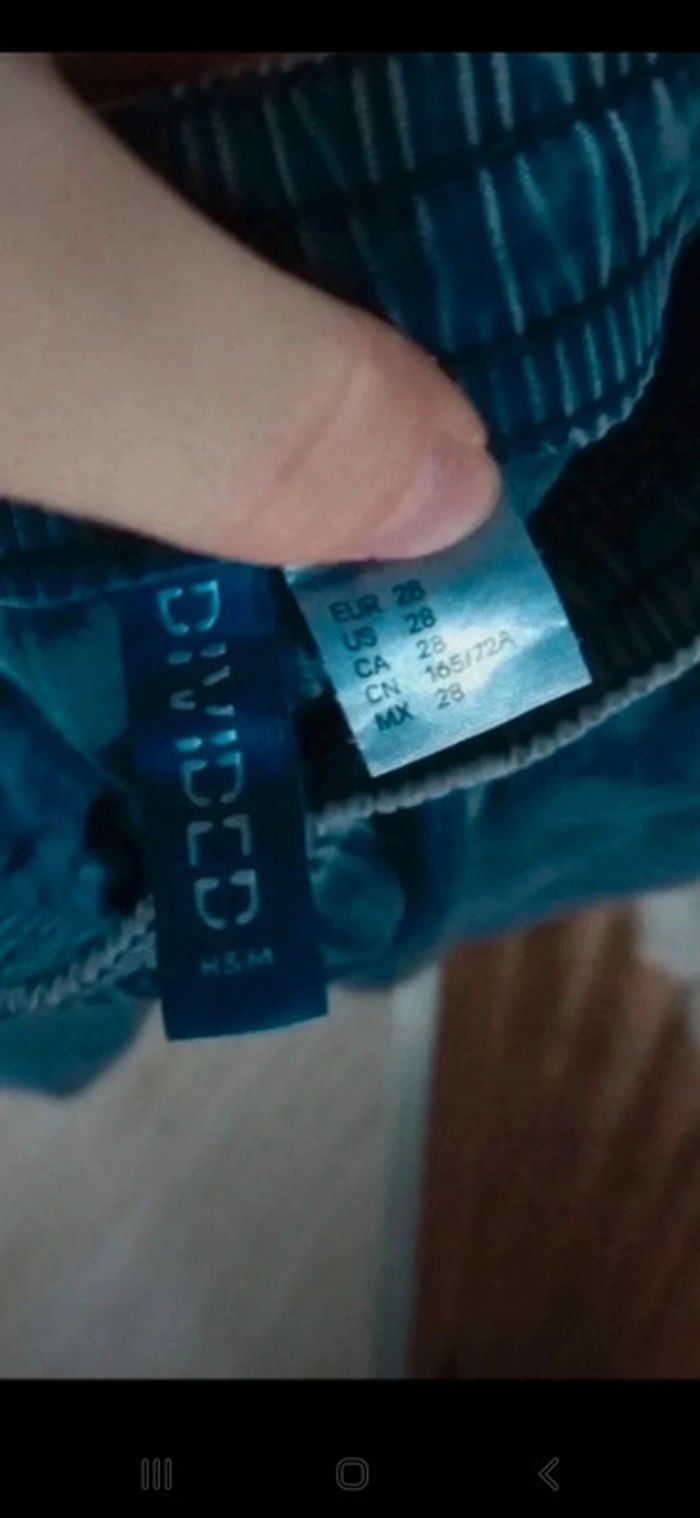 DIVIDED
H&M
EUR 28
US 28
CA 28
CN 165/72A
MX 28